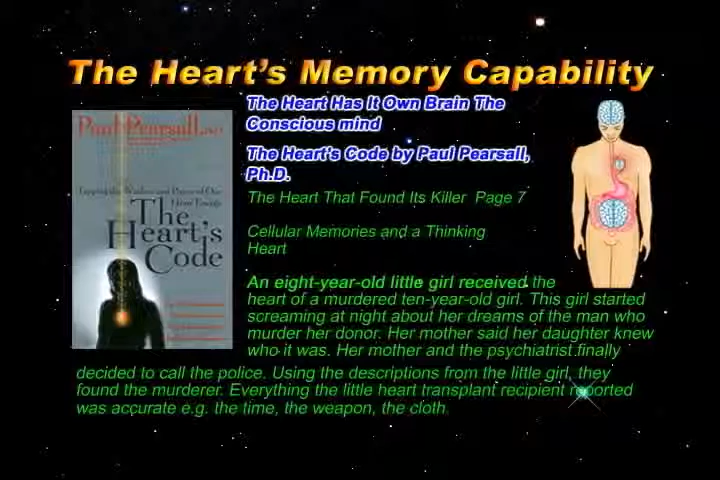 The Heart's Memory Capability
The Heart Has It Own Brain The
Conscious mind
The Heart's Code by Paul Pearsall,
Ph.D.
The Heart That Found Its Killer Page 7
Cellular Memories and a Thinking
Heart
An eight-year-old little girl received the
heart of a murdered ten-year-old girl. This girl started
screaming at night about her dreams of the man who
murder her donor. Her mother said her daughter knew
who it was. Her mother and the psychiatrist finally
decided to call the police. Using the descriptions from the little girl, they
found the murderer. Everything the little heart transplant recipient reported
was accurate e.g. the time, the weapon, the cloth
Paul Pearsall,
The
Heart's
Code